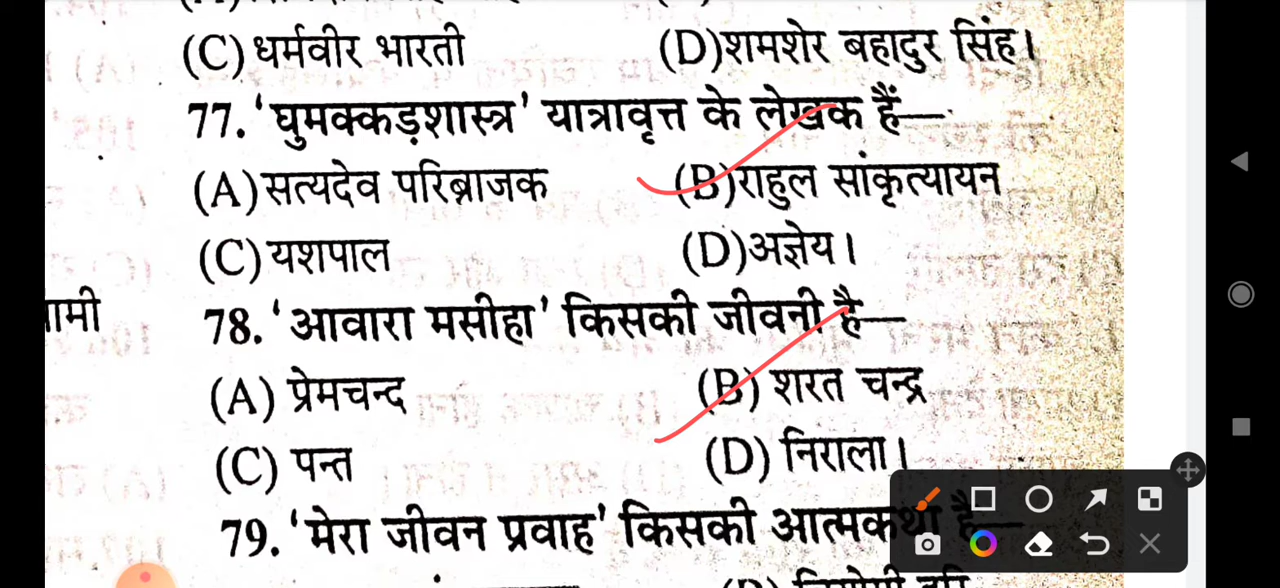 (C) धर्मवीर भारती (D) शमशेर बहादुर सिंह।
77. 'घुमक्कड़शास्त्र' यात्रावृत्त के लेखक हैं—
(A) सत्यदेव परिब्राजक (B) राहुल सांकृत्यायन
(C) यशपाल (D) अज्ञेय।
78. 'आवारा मसीहा' किसकी जीवनी है—
(A) प्रेमचन्द (B) शरत चन्द्र
(C) पन्त (D) निराला।
79. 'मेरा जीवन प्रवाह' किसकी आत्मकथा है—